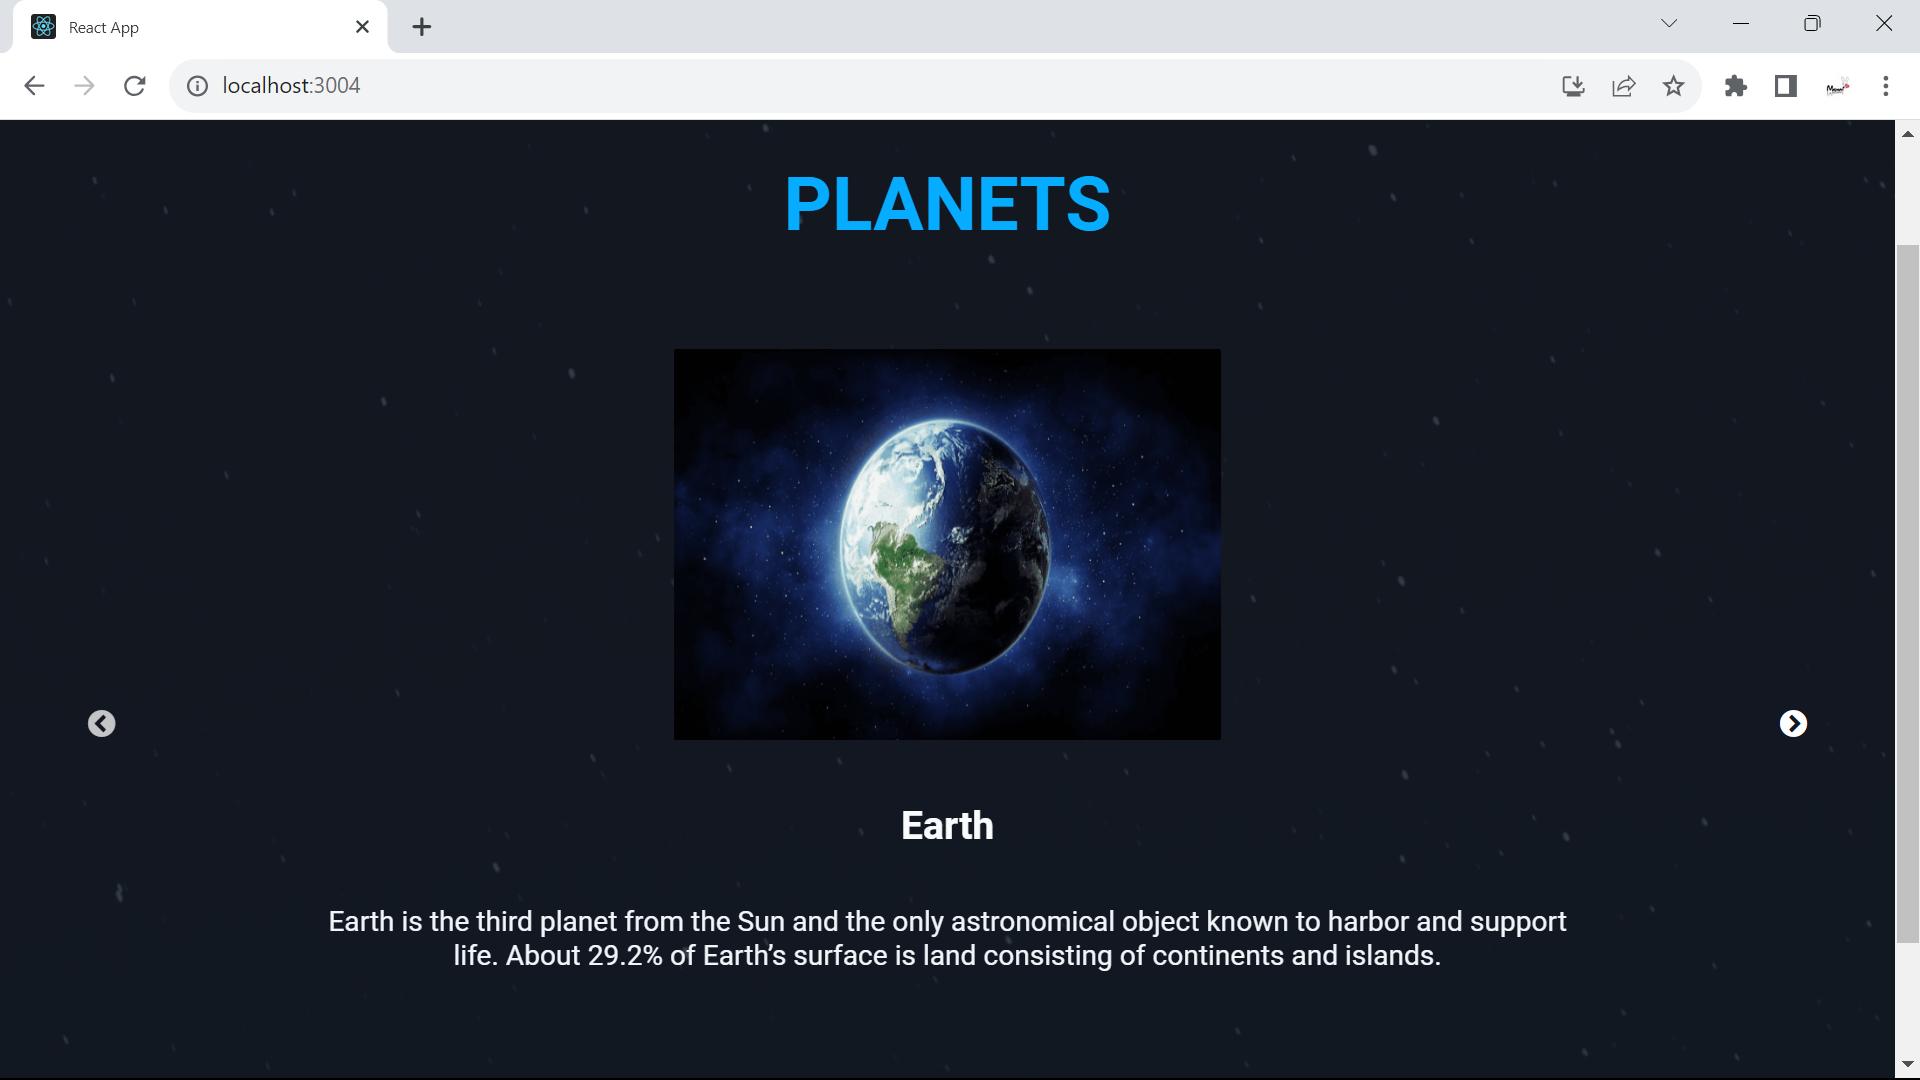 React App
localhost:3004
PLANETS
Earth
Earth is the third planet from the Sun and the only astronomical object known to harbor and support
life. About 29.2% of Earth’s surface is land consisting of continents and islands.